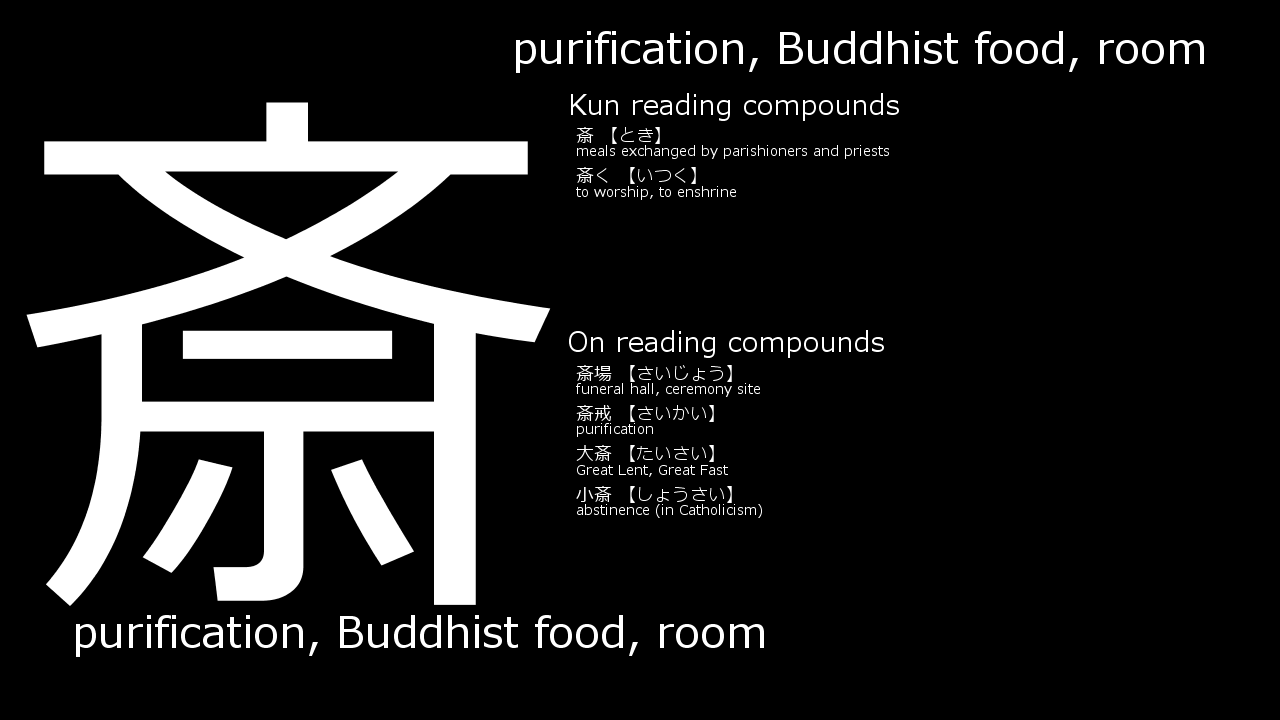 purification, Buddhist food, room
斎
Kun reading compounds
斎 【とき】
meals exchanged by parishioners and priests
斎く 【いつく】
to worship, to enshrine
On reading compounds
斎場 【さいじょう】
funeral hall, ceremony site
斎戒 【さいかい】
purification
大斎 【たいさい】
Great Lent, Great Fast
小斎 【しょうさい】
abstinence (in Catholicism)
purification, Buddhist food, room